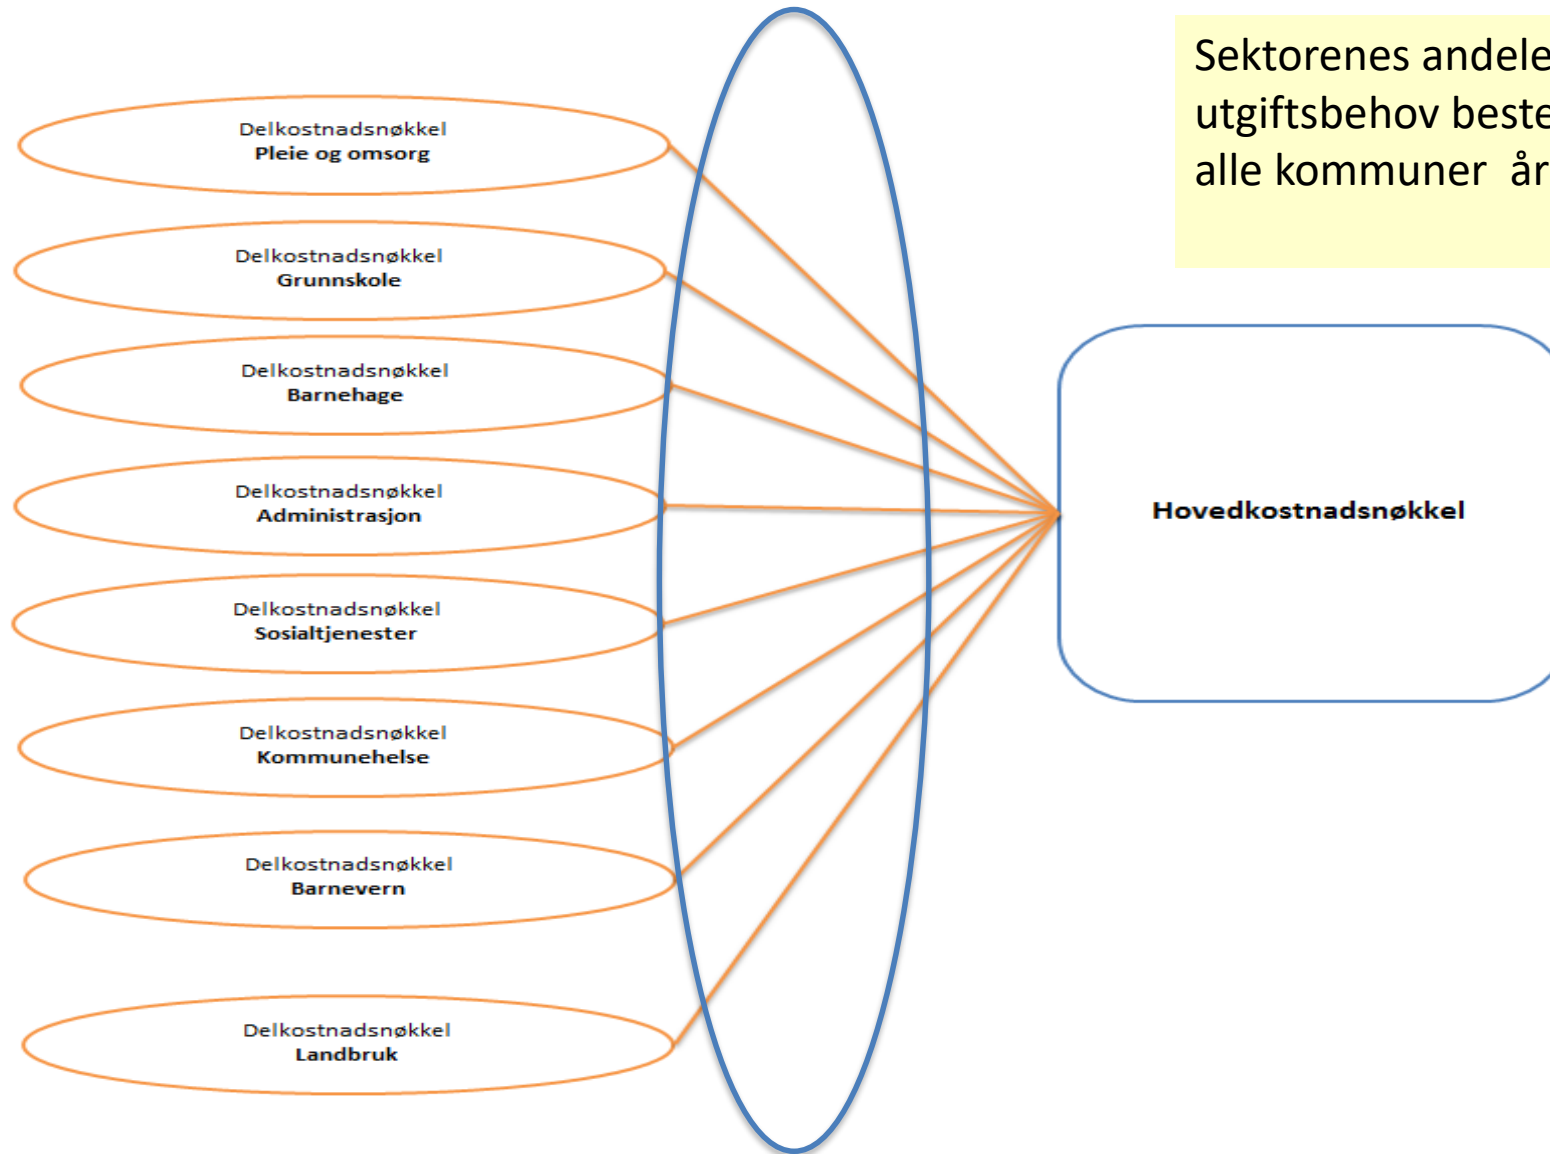 Delkostnadsnøkkel
Pleie og omsorg
Delkostnadsnøkkel
Grunnskole
Delkostnadsnøkkel
Barnehage
Delkostnadsnøkkel
Administrasjon
Delkostnadsnøkkel
Sosialtjenester
Delkostnadsnøkkel
Kommunehelse
Delkostnadsnøkkel
Barnevern
Delkostnadsnøkkel
Landbruk
Sektorenes andele
utgiftsbehov beste
alle kommuner år
Hovedkostnadsnøkkel